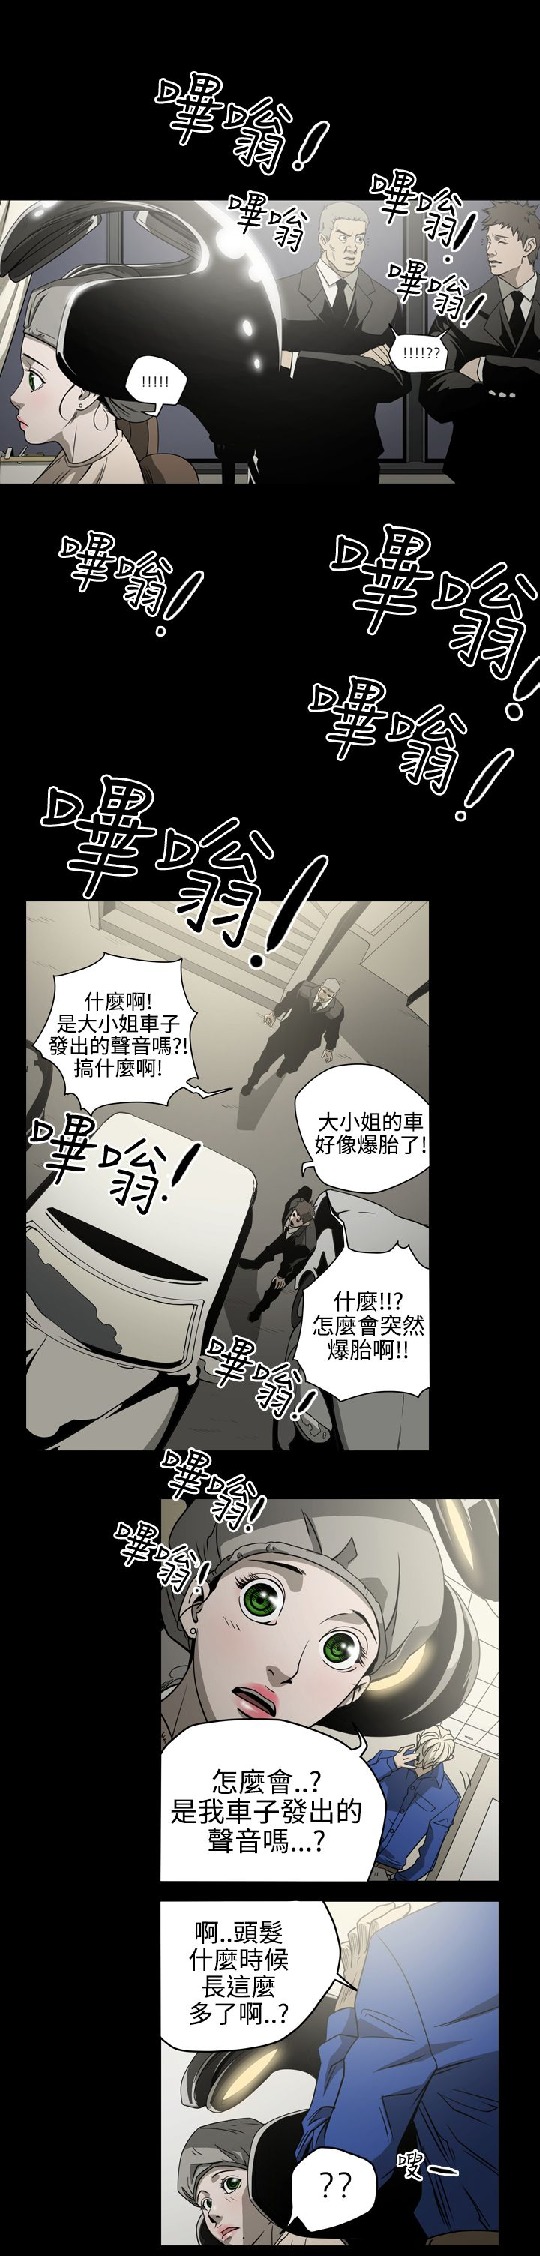 嗶嗡!
嗶嗡
嗶嗡!
嗶嗡!
!!!!!
!!!!??
嗶嗡!
嗶嗡!
嗶嗡!
嗶嗡!
什麼啊!
是大小姐車子
發出的聲音嗎?!
搞什麼啊!
大小姐的車
好像爆胎了!
嗶嗡!
什麼!!?
怎麼會突然
爆胎啊!!
嗶嗡!
嗶嗡!
嗶嗡!
怎麼會..?
是我車子發出的
聲音嗎...?
啊..頭髮
什麼時候
長這麼
多了啊..?
??
嗖一